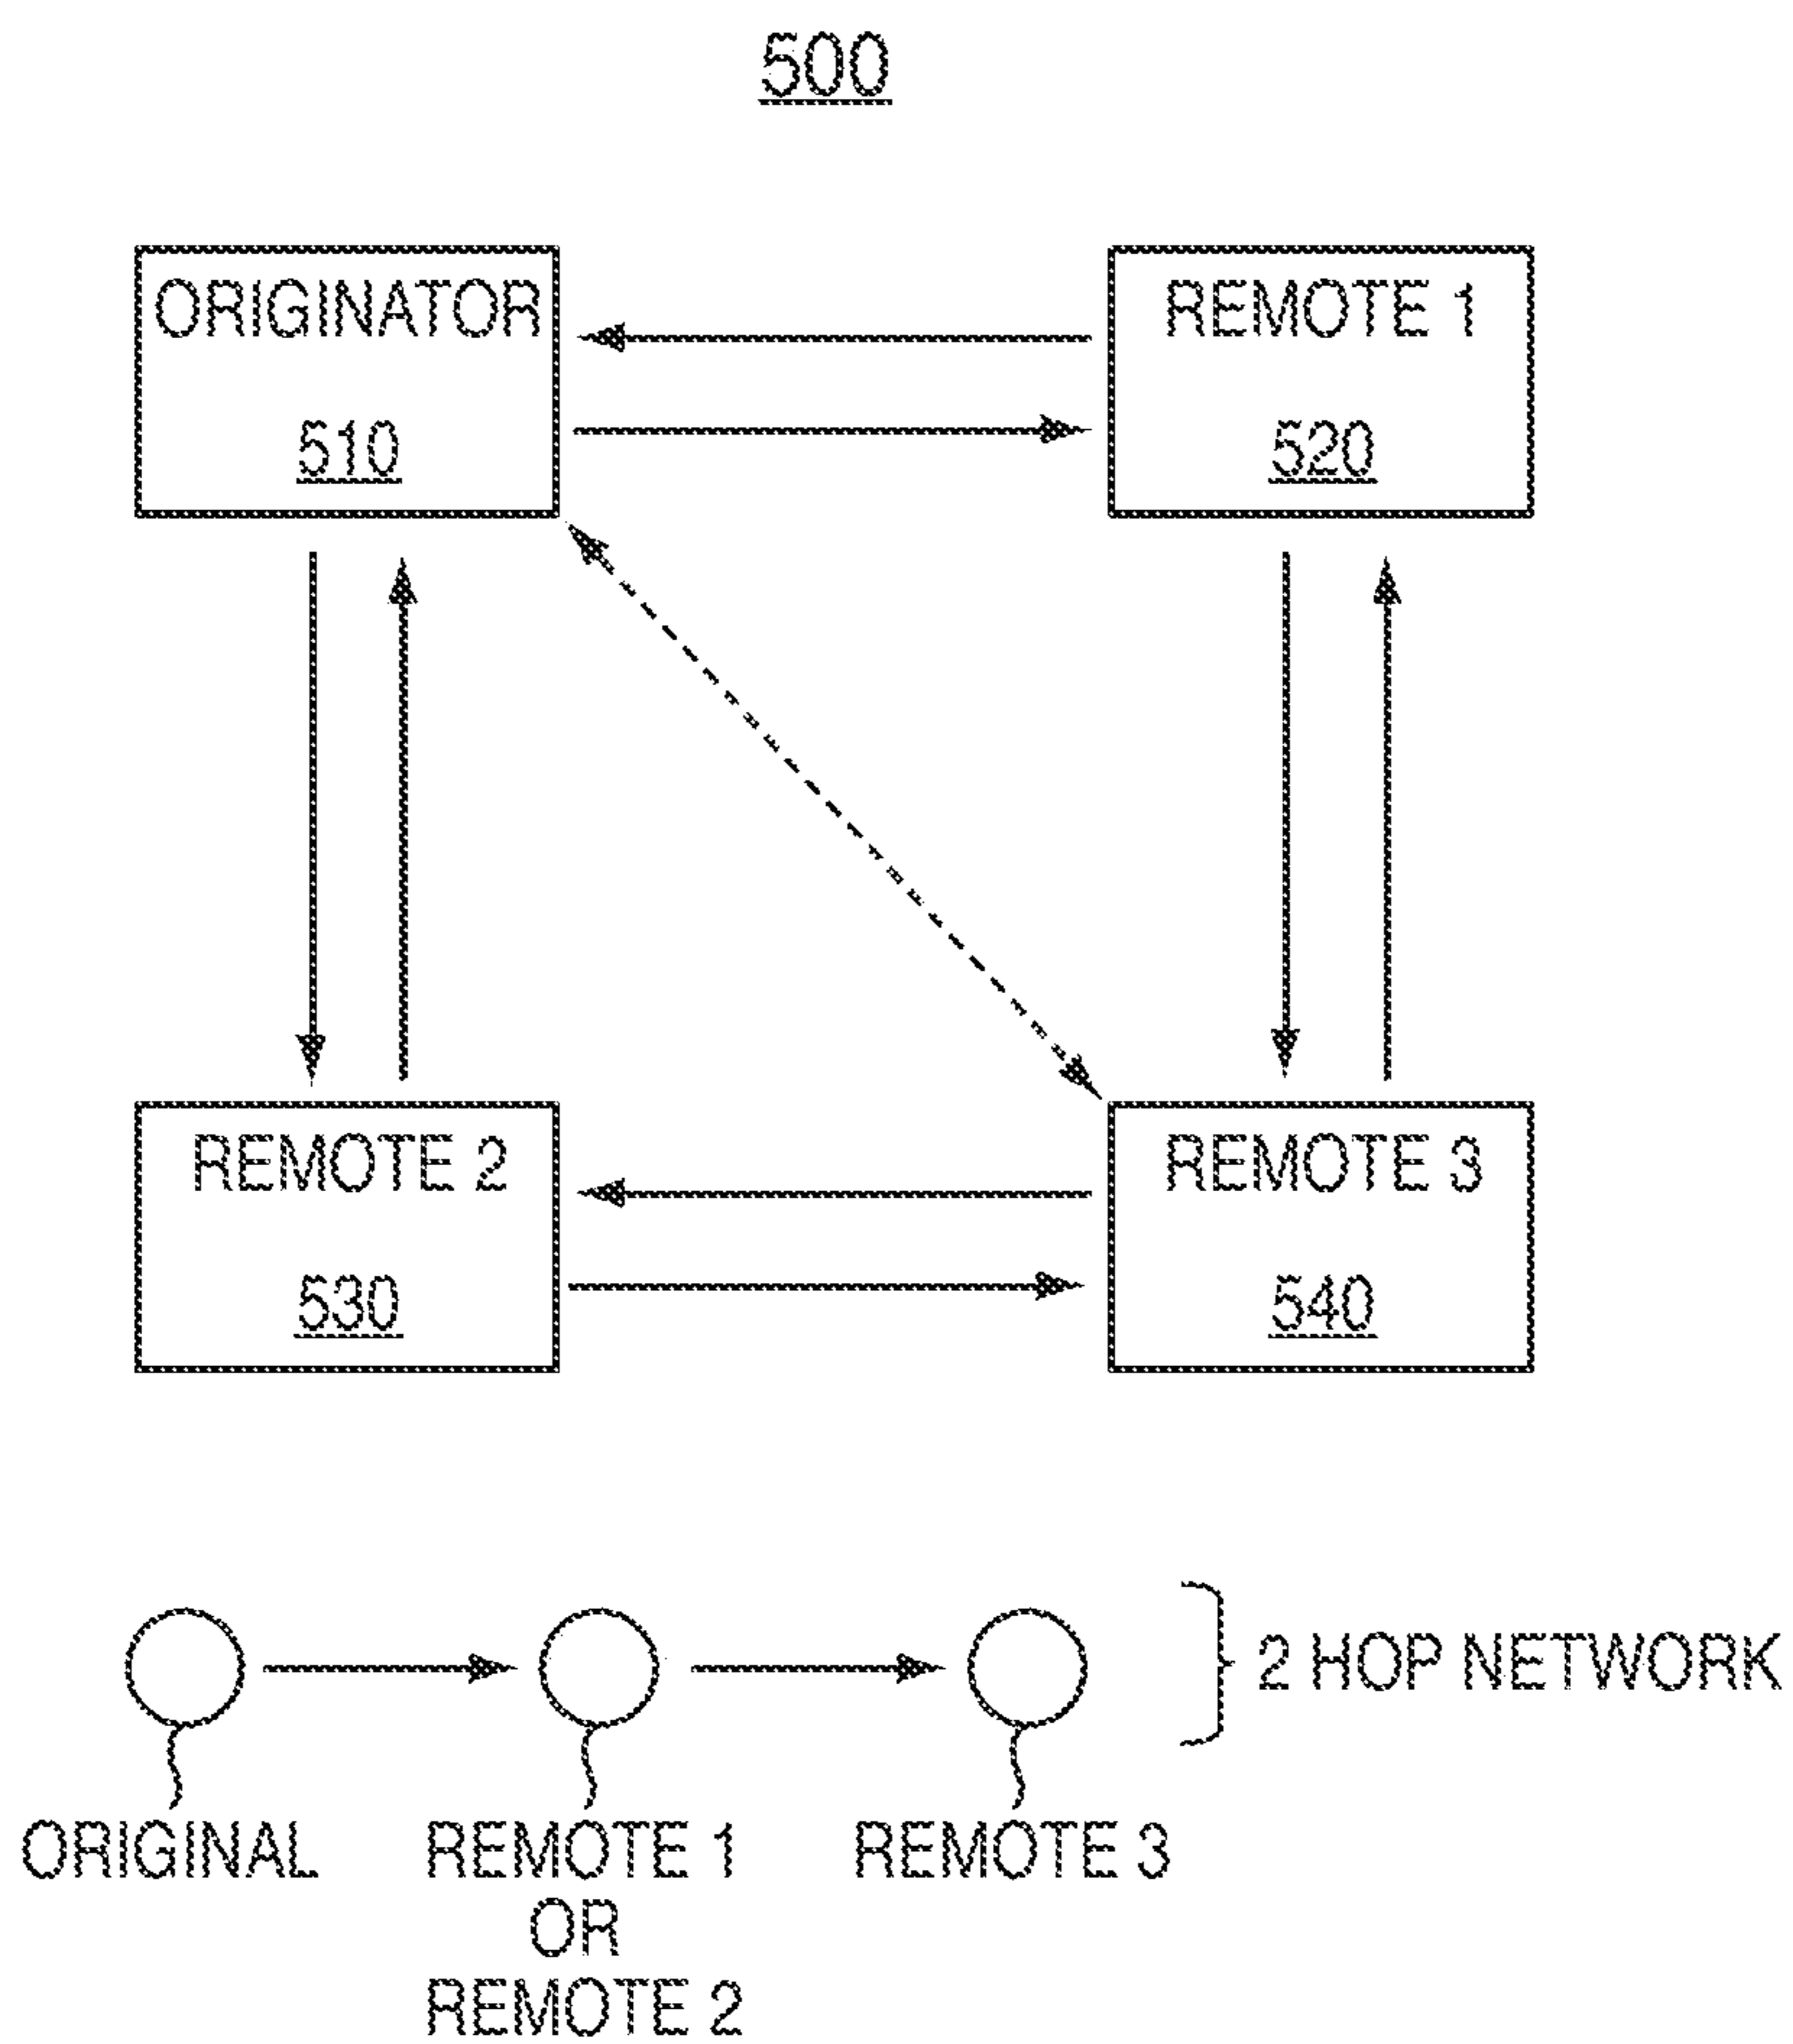 500
ORIGINATOR
510
REMOTE 1
520
REMOTE 2
530
REMOTE 3
540
2 HOP NETWORK
ORIGINAL
REMOTE 1
OR
REMOTE 2
REMOTE 3